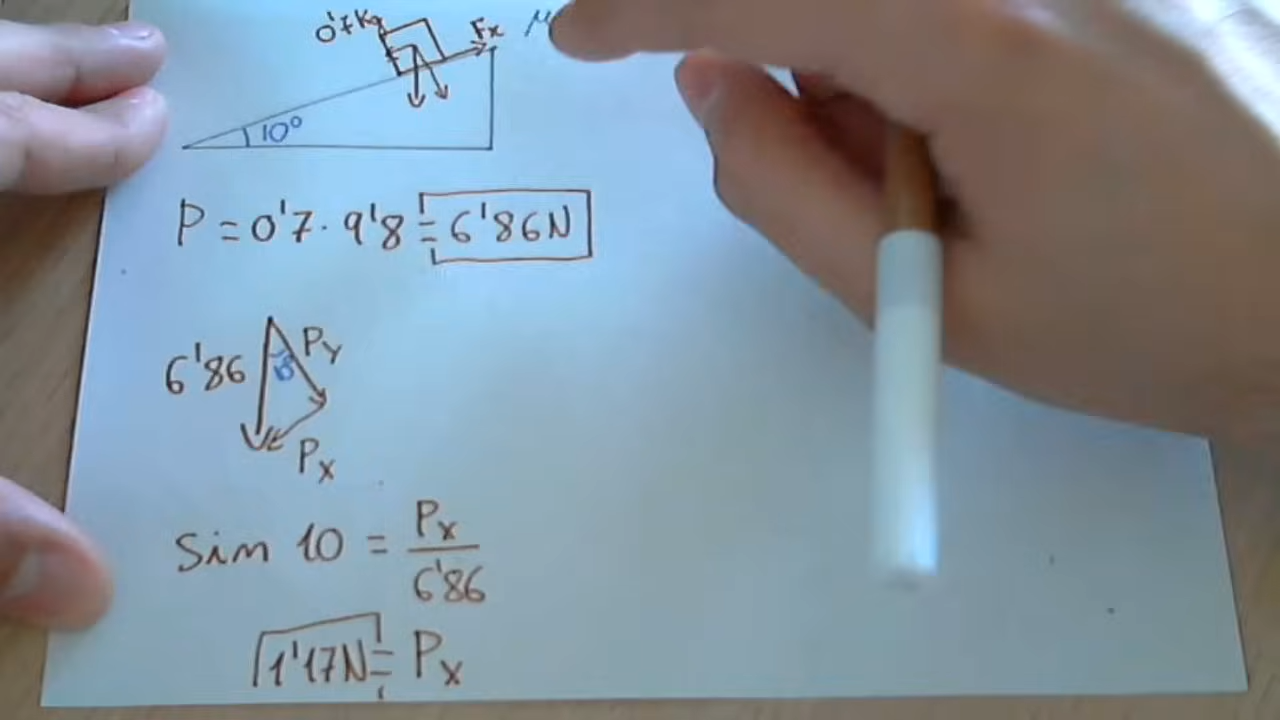 0'7Kg Fx μ
10°
P = 0'7 · 9'8 = 6'86N
6'86 Py
Px
Sin 10 = Px / 6'86
1'17N = Px